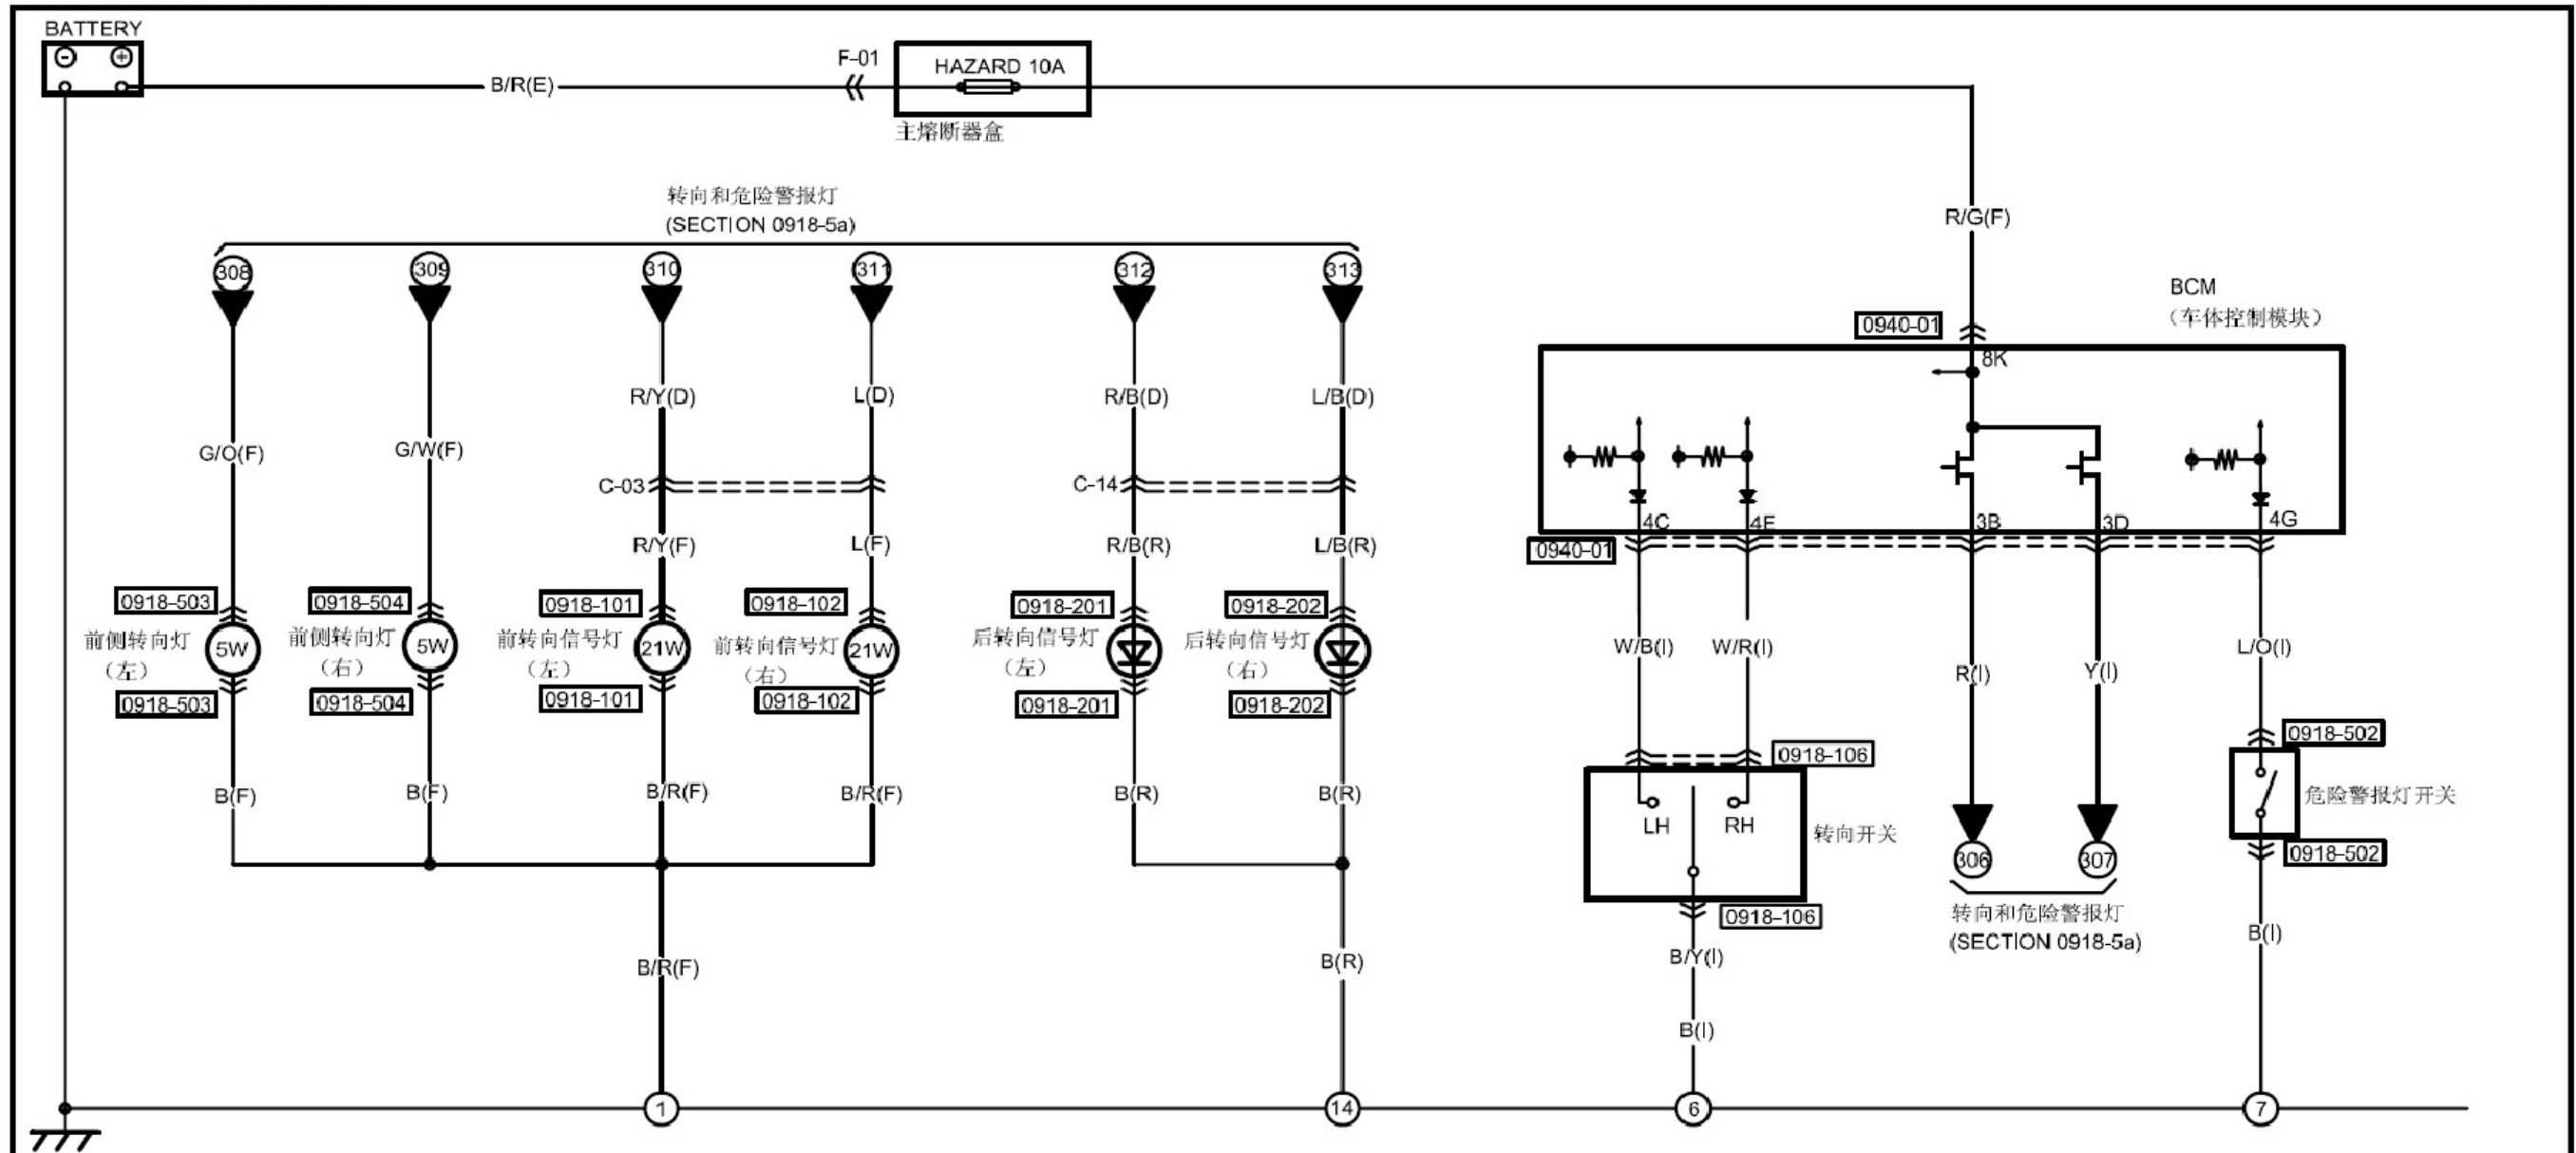 BATTERY
B/R(E)
F-01
HAZARD 10A
主熔断器盒
转向和危险警报灯
(SECTION 0918-5a)
308
309
310
311
312
313
R/G(F)
BCM
（车体控制模块）
0940-01
8K
R/Y(D)
L(D)
R/B(D)
L/B(D)
G/O(F)
G/W(F)
C-03
C-14
4C
4E
3B
3D
4G
0940-01
R/Y(F)
L(F)
R/B(R)
L/B(R)
0918-503
0918-504
0918-101
0918-102
0918-201
0918-202
前侧转向灯
（左）
5W
前侧转向灯
（右）
5W
前转向信号灯
（左）
21W
前转向信号灯
（右）
21W
后转向信号灯
（左）
后转向信号灯
（右）
0918-503
0918-504
0918-101
0918-102
0918-201
0918-202
W/B(I)
W/R(I)
R(I)
Y(I)
L/O(I)
0918-106
0918-502
B(F)
B(F)
B/R(F)
B/R(F)
B(R)
B(R)
LH
RH
转向开关
危险警报灯开关
306
307
0918-502
0918-106
转向和危险警报灯
(SECTION 0918-5a)
B/R(F)
B(R)
B/Y(I)
B(I)
B(I)
1
14
6
7